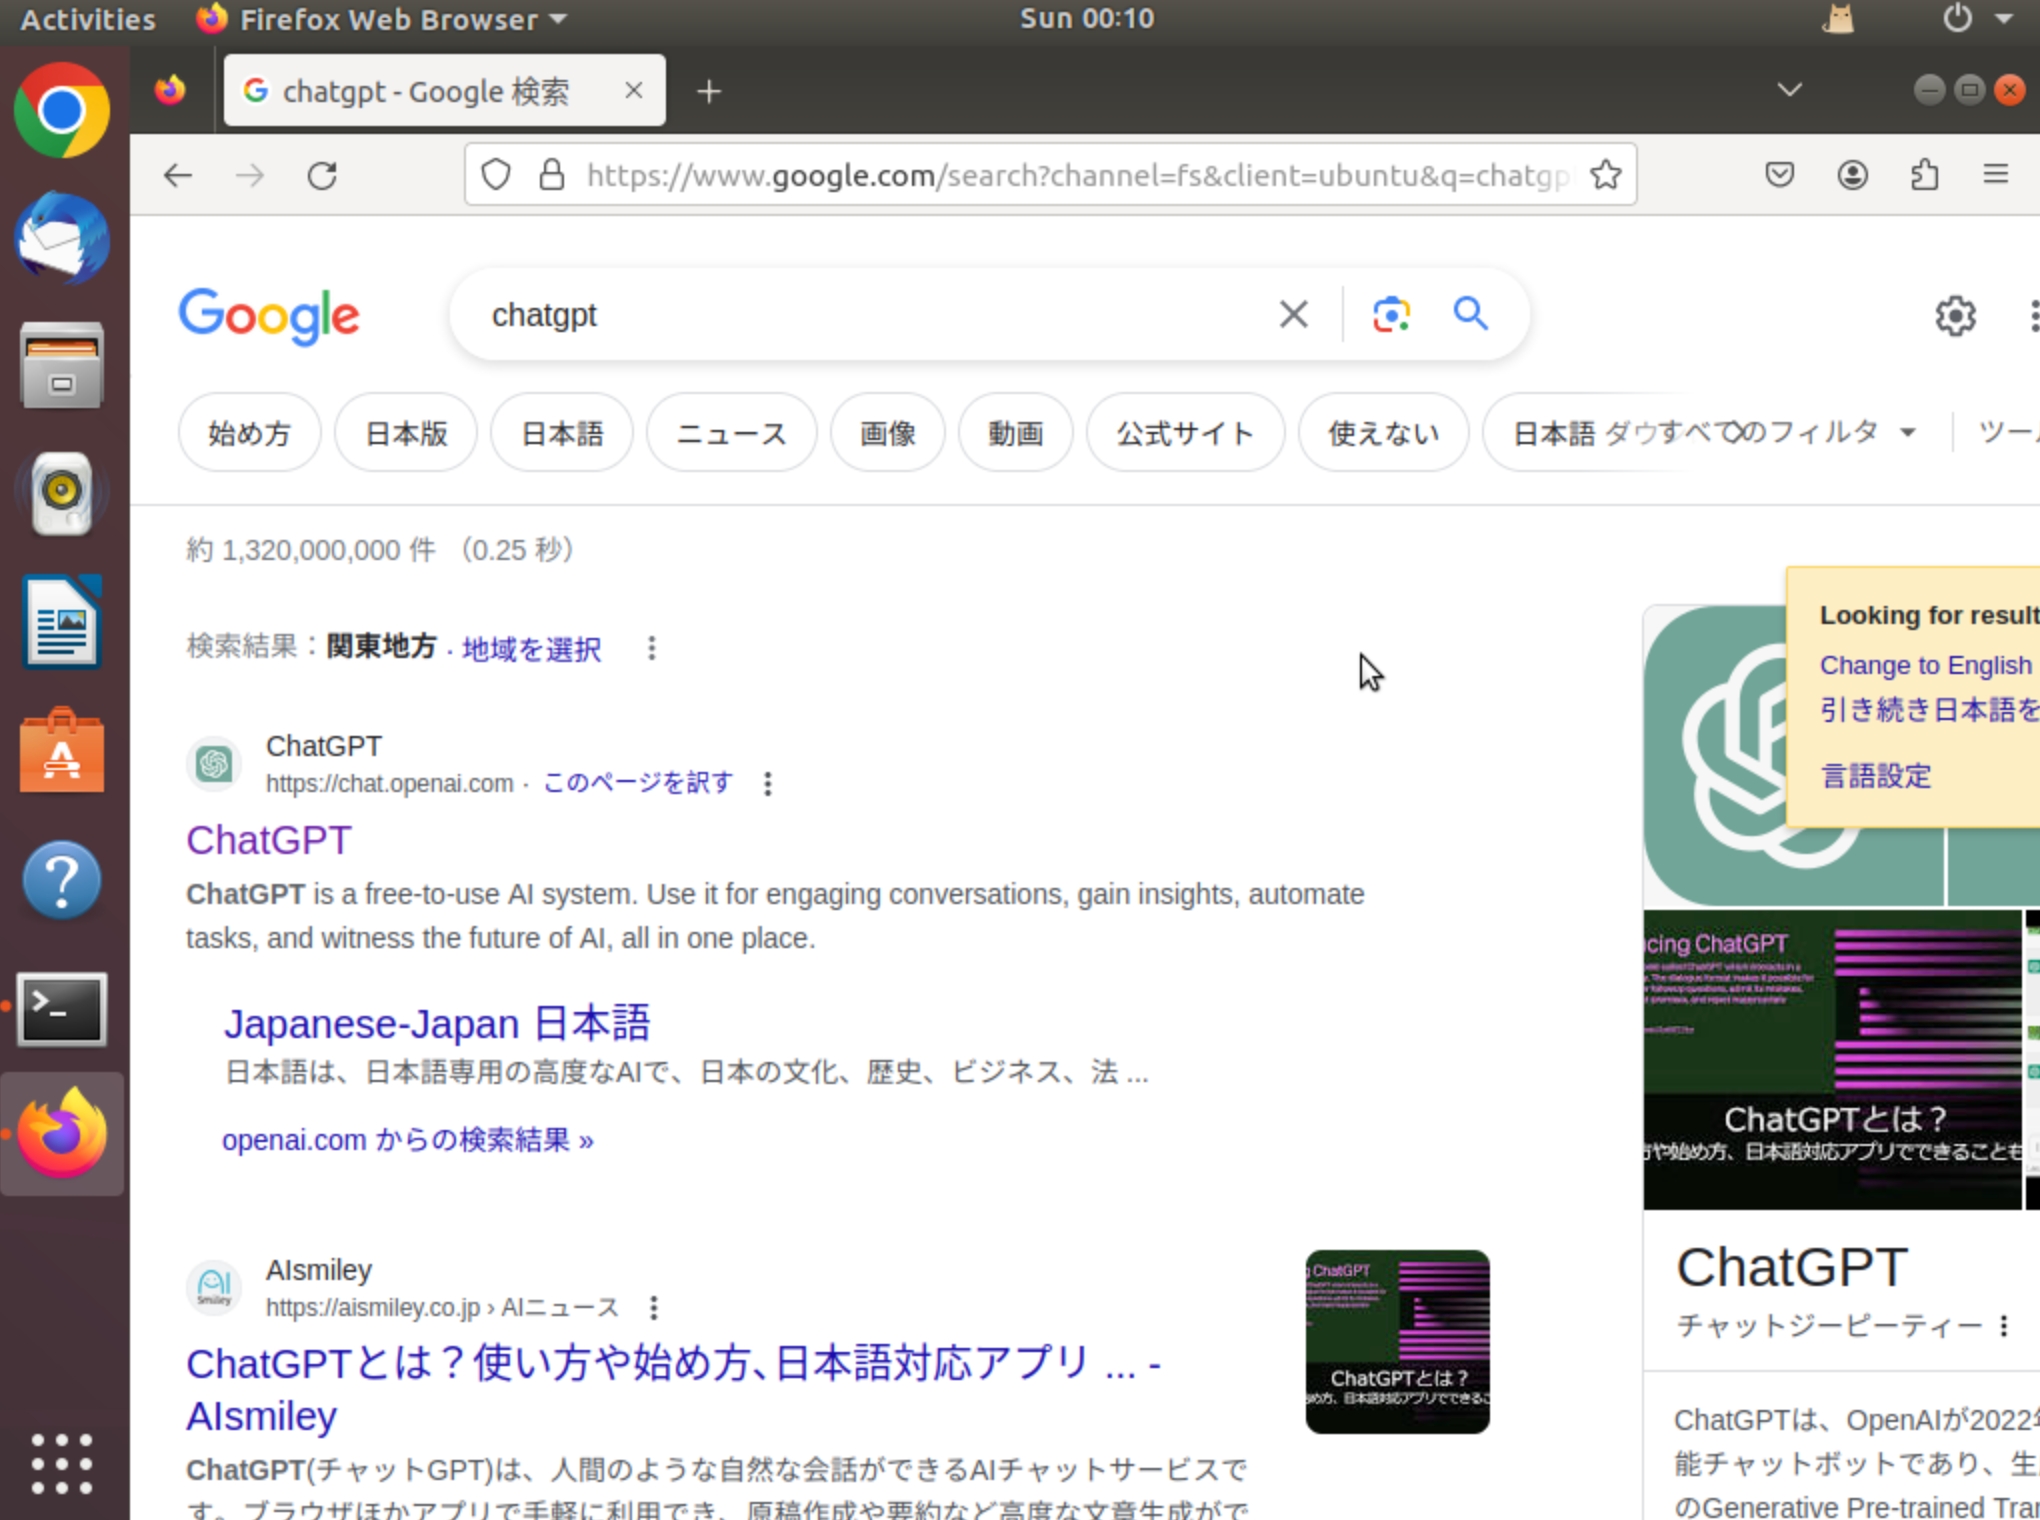 Activities
Firefox Web Browser
Sun 00:10
chatgpt - Google 検索
https://www.google.com/search?channel=fs&client=ubuntu&q=chatgp
Google
chatgpt
始め方
日本版
日本語
ニュース
画像
動画
公式サイト
使えない
日本語 ダウ
すべてのフィルタ
ツー
約 1,320,000,000 件 (0.25 秒)
検索結果：関東地方 · 地域を選択
ChatGPT
https://chat.openai.com · このページを訳す
ChatGPT
ChatGPT is a free-to-use AI system. Use it for engaging conversations, gain insights, automate
tasks, and witness the future of AI, all in one place.
Japanese-Japan 日本語
日本語は、日本語専用の高度なAIで、日本の文化、歴史、ビジネス、法 ...
openai.com からの検索結果 »
AIsmiley
https://aismiley.co.jp › AIニュース
ChatGPTとは？使い方や始め方、日本語対応アプリ ... -
AIsmiley
ChatGPT(チャットGPT)は、人間のような自然な会話ができるAIチャットサービスで
す。ブラウザほかアプリで手軽に利用でき、原稿作成や要約など高度な文章生成がで
AI
Smiley
ChatGPT
ChatGPTとは？
め方、日本語対応アプリでできるこ
Looking for result
Change to English
引き続き日本語を
言語設定
cing ChatGPT
ChatGPTとは？
や始め方、日本語対応アプリでできることも
ChatGPT
チャットジーピーティー
ChatGPTは、OpenAIが2022
能チャットボットであり、生
のGenerative Pre-trained Tra